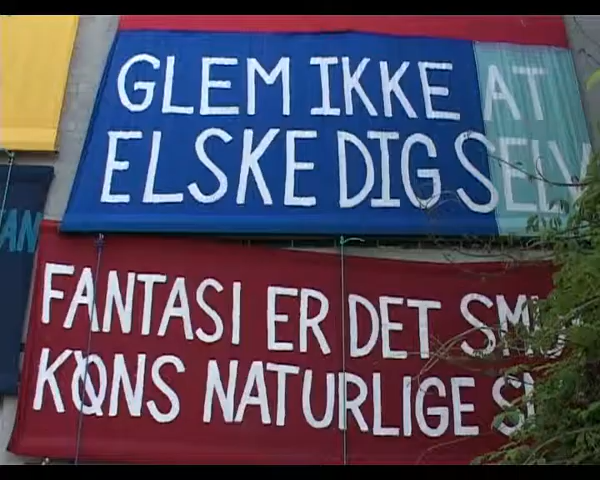 GLEM IKKE AT
ELSKE DIG SELV
FANTASI ER DET
KØNS NATURLIGE